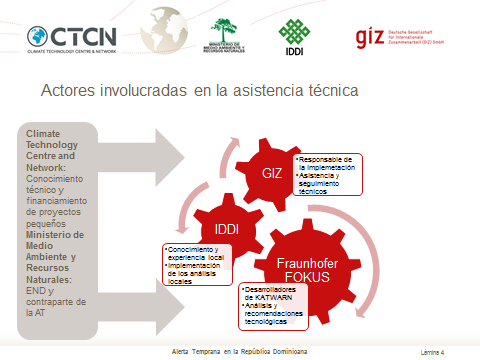 CTCN
CLIMATE TECHNOLOGY CENTRE & NETWORK
MINISTERIO DE
MEDIO AMBIENTE Y
RECURSOS NATURALES
IDDI
giz
Deutsche Gesellschaft
für Internationale
Zusammenarbeit (GIZ) GmbH
Actores involucradas en la asistencia técnica
Climate
Technology
Centre and
Network:
Conocimiento
técnico y
financiamiento
de proyectos
pequeños
Ministerio de
Medio
Ambiente y
Recursos
Naturales:
END y
contraparte de
la AT
GIZ
•Responsable de
la Implemetación
•Asistencia y
seguimiento
técnicos
IDDI
•Conocimiento y
experiencia local
•Implementación
de los análisis
locales
Fraunhofer
FOKUS
•Desarrolladores
de KATWARN
•Análisis y
recomendaciones
tecnológicas
Alerta Temprana en la República Dominicana
Lámina 4